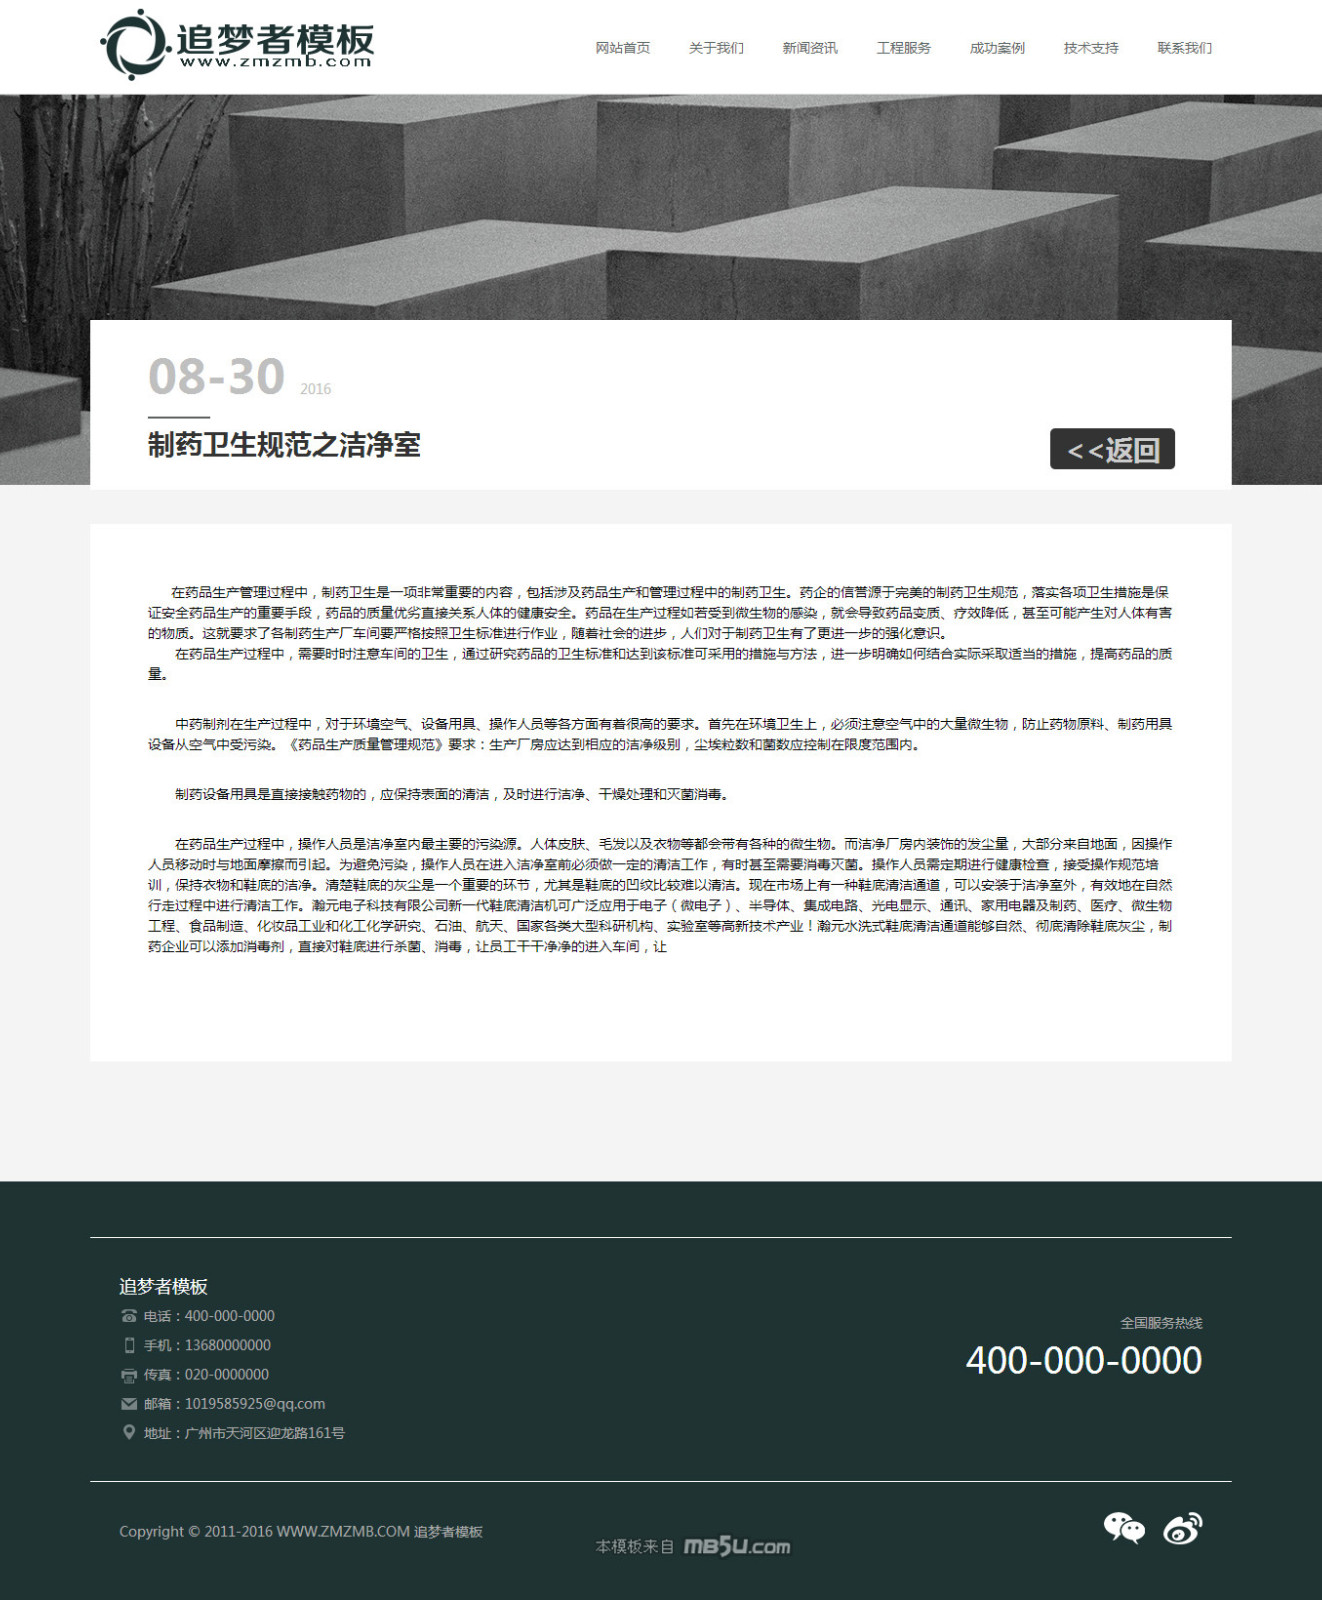 追梦者模板
www.zmzmb.com
网站首页 关于我们 新闻资讯 工程服务 成功案例 技术支持 联系我们
08-30 2016
制药卫生规范之洁净室
<<返回
在药品生产管理过程中，制药卫生是一项非常重要的内容，包括涉及药品生产和管理过程中的制药卫生。药企的信誉源于完美的制药卫生规范，落实各项卫生措施是保
证安全药品生产的重要手段，药品的质量优劣直接关系人体的健康安全。药品在生产过程如若受到微生物的感染，就会导致药品变质、疗效降低，甚至可能产生对人体有害
的物质。这就要求了各制药生产厂车间要严格按照卫生标准进行作业，随着社会的进步，人们对于制药卫生有了更进一步的强化意识。
在药品生产过程中，需要时时注意车间的卫生，通过研究药品的卫生标准和达到该标准可采用的措施与方法，进一步明确如何结合实际采取适当的措施，提高药品的质
量。
中药制剂在生产过程中，对于环境空气、设备用具、操作人员等各方面有着很高的要求。首先在环境卫生上，必须注意空气中的大量微生物，防止药物原料、制药用具
设备从空气中受污染。《药品生产质量管理规范》要求：生产厂房应达到相应的洁净级别，尘埃粒数和菌数应控制在限度范围内。
制药设备用具是直接接触药物的，应保持表面的清洁，及时进行洁净、干燥处理和灭菌消毒。
在药品生产过程中，操作人员是洁净室内最主要的污染源。人体皮肤、毛发以及衣物等都会带有各种的微生物。而洁净厂房内装饰的发尘量，大部分来自地面，因操作
人员移动时与地面摩擦而引起。为避免污染，操作人员在进入洁净室前必须做一定的清洁工作，有时甚至需要消毒灭菌。操作人员需定期进行健康检查，接受操作规范培
训，保持衣物和鞋底的洁净。清楚鞋底的灰尘是一个重要的环节，尤其是鞋底的凹纹比较难以清洁。现在市场上有一种鞋底清洁通道，可以安装于洁净室外，有效地在自然
行走过程中进行清洁工作。瀚元电子科技有限公司新一代鞋底清洁机可广泛应用于电子（微电子）、半导体、集成电路、光电显示、通讯、家用电器及制药、医疗、微生物
工程、食品制造、化妆品工业和化工化学研究、石油、航天、国家各类大型科研机构、实验室等高新技术产业！瀚元水洗式鞋底清洁通道能够自然、彻底清除鞋底灰尘，制
药企业可以添加消毒剂，直接对鞋底进行杀菌、消毒，让员工干干净净的进入车间，让
追梦者模板
电话：400-000-0000
手机：13680000000
传真：020-0000000
邮箱：1019585925@qq.com
地址：广州市天河区迎龙路161号
全国服务热线
400-000-0000
Copyright © 2011-2016 WWW.ZMZMB.COM 追梦者模板
本模板来自 MB5U.com